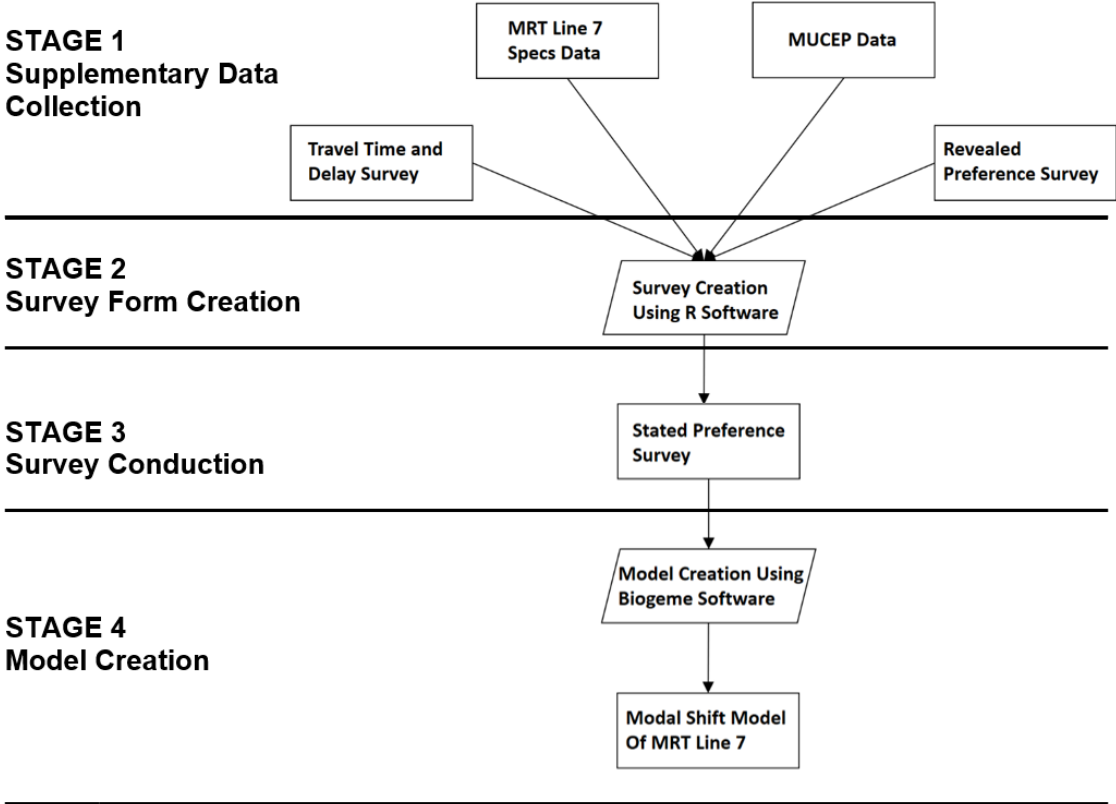 STAGE 1
Supplementary Data
Collection
MRT Line 7
Specs Data
MUCEP Data
Travel Time and
Delay Survey
Revealed
Preference Survey
STAGE 2
Survey Form Creation
Survey Creation
Using R Software
STAGE 3
Survey Conduction
Stated Preference
Survey
STAGE 4
Model Creation
Model Creation Using
Biogeme Software
Modal Shift Model
Of MRT Line 7